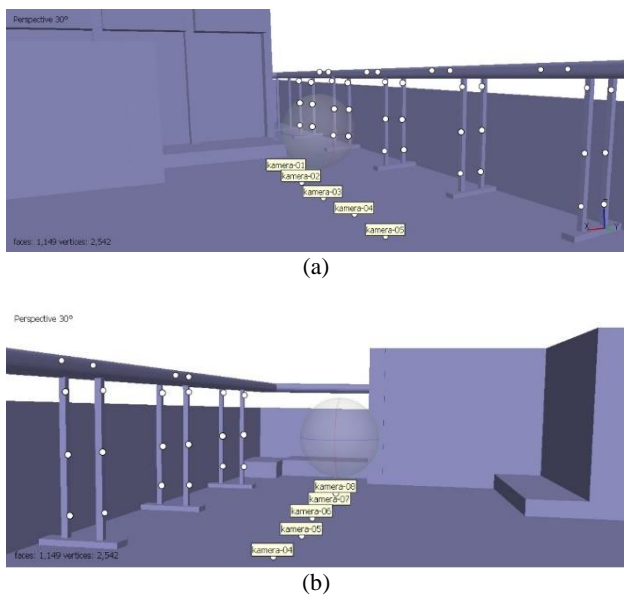 Perspective 30°
kamera-01
kamera-02
kamera-03
kamera-04
kamera-05
X
Y
faces: 1,149 vertices: 2,542
(a)
Perspective 30°
kamera-08
kamera-07
kamera-06
kamera-05
kamera-04
faces: 1,149 vertices: 2,542
(b)